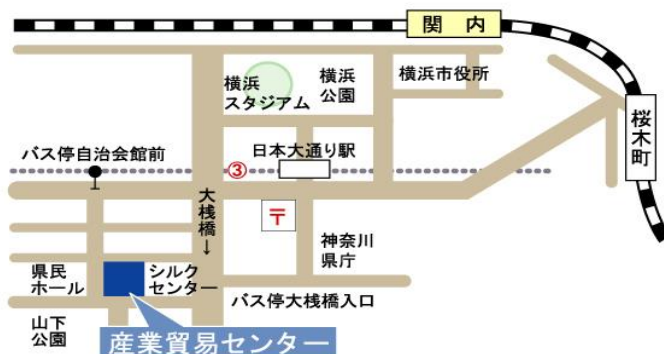 関内
横浜
スタジアム
横浜
公園
横浜市役所
桜木町
バス停自治会館前
③
日本大通り駅
大桟橋↓
〒
神奈川
県庁
県民
ホール
シルク
センター
バス停大桟橋入口
山下
公園
産業貿易センター